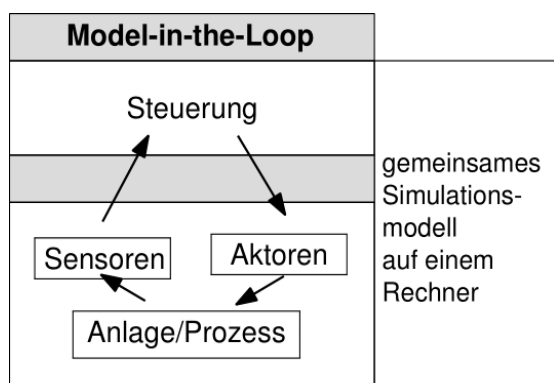 Model-in-the-Loop
Steuerung
Sensoren
Aktoren
Anlage/Prozess
gemeinsames
Simulations-
modell
auf einem
Rechner